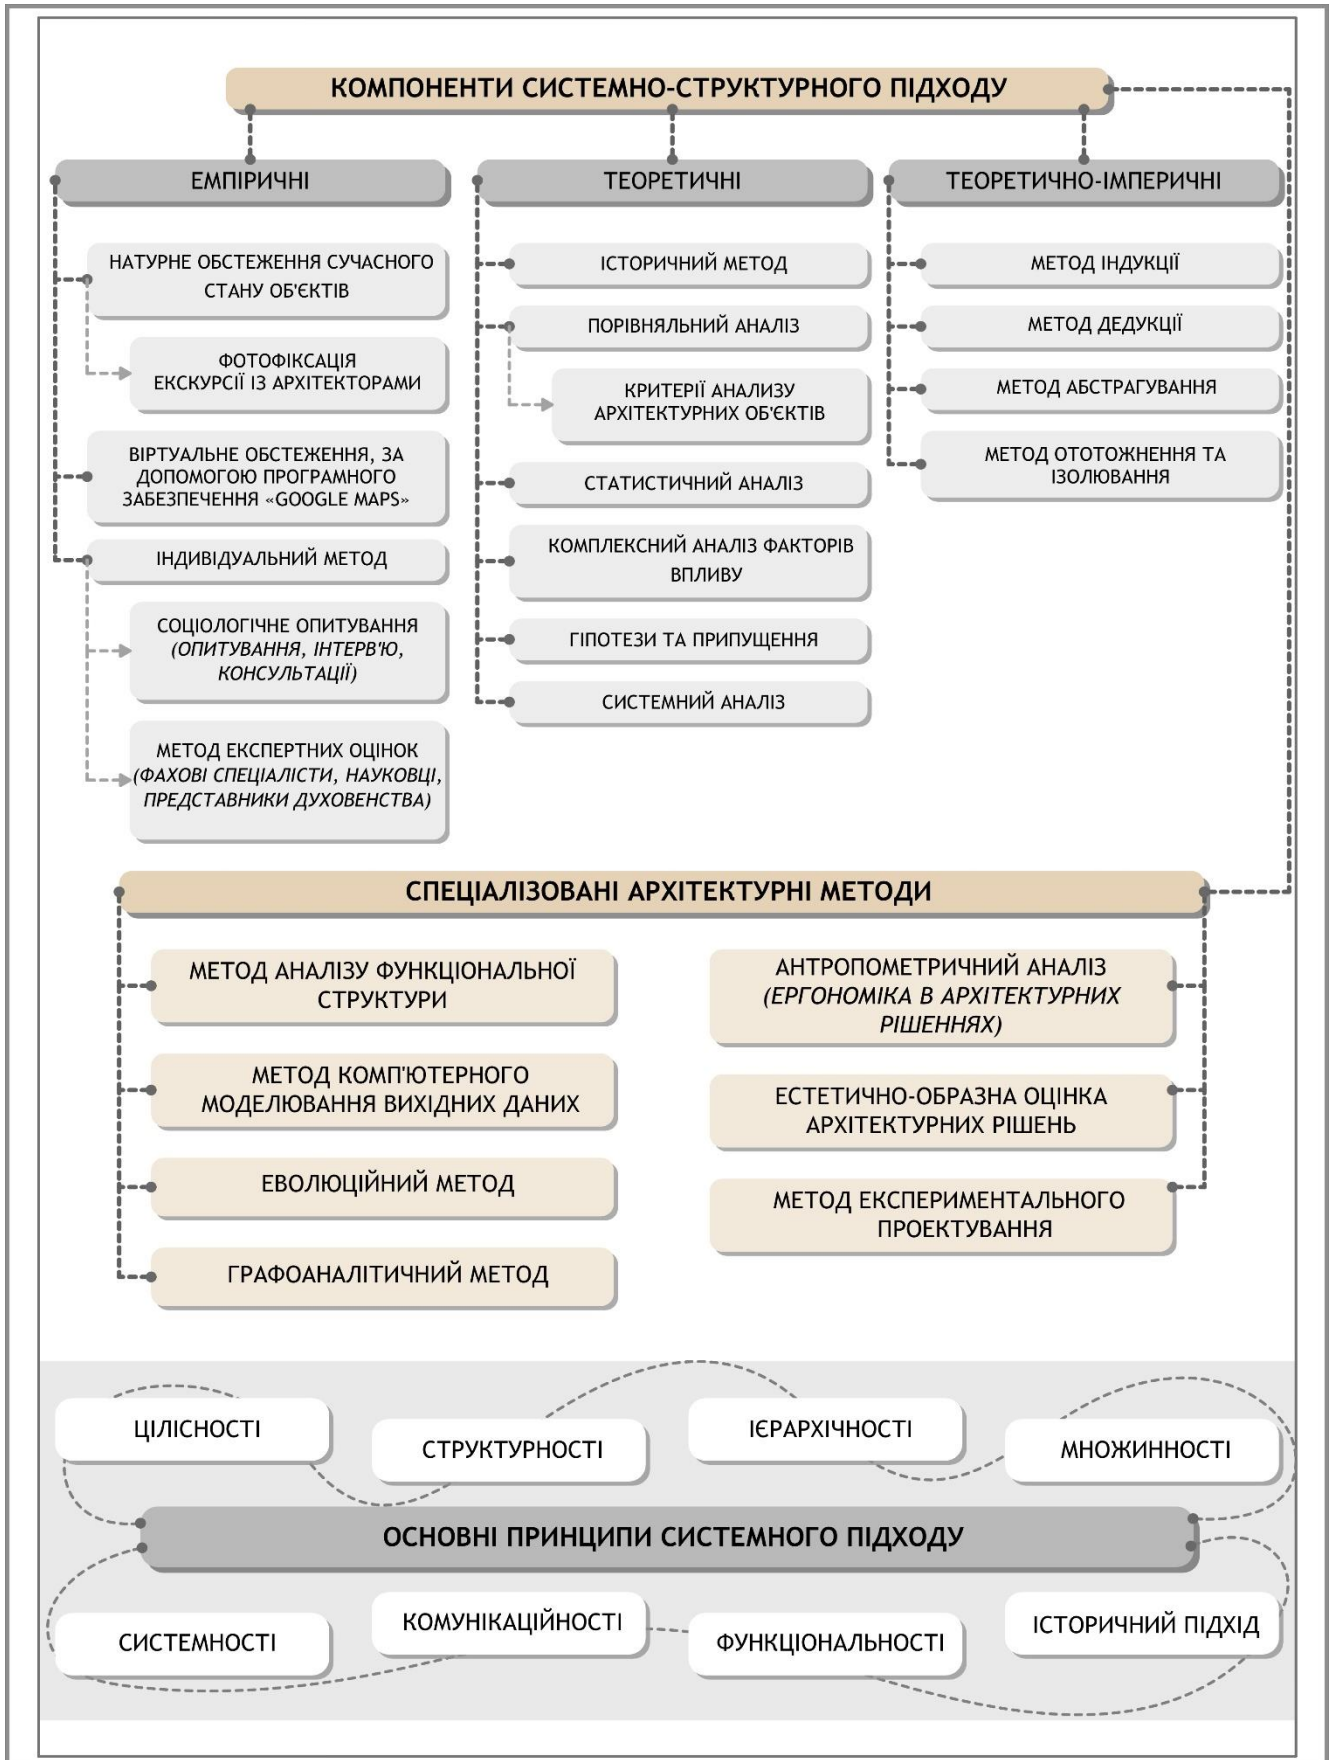 КОМПОНЕНТИ СИСТЕМНО-СТРУКТУРНОГО ПІДХОДУ
ЕМПІРИЧНІ
НАТУРНЕ ОБСТЕЖЕННЯ СУЧАСНОГО
СТАНУ ОБ'ЄКТІВ
ФОТОФІКСАЦІЯ
ЕКСКУРСІЇ ІЗ АРХІТЕКТОРАМИ
ВІРТУАЛЬНЕ ОБСТЕЖЕННЯ, ЗА
ДОПОМОГОЮ ПРОГРАМНОГО
ЗАБЕЗПЕЧЕННЯ «GOOGLE MAPS»
ІНДИВІДУАЛЬНИЙ МЕТОД
СОЦІОЛОГІЧНЕ ОПИТУВАННЯ
(ОПИТУВАННЯ, ІНТЕРВ'Ю,
КОНСУЛЬТАЦІЇ)
МЕТОД ЕКСПЕРТНИХ ОЦІНОК
(ФАХОВІ СПЕЦІАЛІСТИ, НАУКОВЦІ,
ПРЕДСТАВНИКИ ДУХОВЕНСТВА)
ТЕОРЕТИЧНІ
ІСТОРИЧНИЙ МЕТОД
ПОРІВНЯЛЬНИЙ АНАЛІЗ
КРИТЕРІЇ АНАЛИЗУ
АРХІТЕКТУРНИХ ОБ'ЄКТІВ
СТАТИСТИЧНИЙ АНАЛІЗ
КОМПЛЕКСНИЙ АНАЛІЗ ФАКТОРІВ
ВПЛИВУ
ГІПОТЕЗИ ТА ПРИПУЩЕННЯ
СИСТЕМНИЙ АНАЛІЗ
ТЕОРЕТИЧНО-ІМПЕРИЧНІ
МЕТОД ІНДУКЦІЇ
МЕТОД ДЕДУКЦІЇ
МЕТОД АБСТРАГУВАННЯ
МЕТОД ОТОТОЖНЕННЯ ТА
ІЗОЛЮВАННЯ
СПЕЦІАЛІЗОВАНІ АРХІТЕКТУРНІ МЕТОДИ
МЕТОД АНАЛІЗУ ФУНКЦІОНАЛЬНОЇ
СТРУКТУРИ
МЕТОД КОМП'ЮТЕРНОГО
МОДЕЛЮВАННЯ ВИХІДНИХ ДАНИХ
ЕВОЛЮЦІЙНИЙ МЕТОД
ГРАФОАНАЛІТИЧНИЙ МЕТОД
АНТРОПОМЕТРИЧНИЙ АНАЛІЗ
(ЕРГОНОМІКА В АРХІТЕКТУРНИХ
РІШЕННЯХ)
ЕСТЕТИЧНО-ОБРАЗНА ОЦІНКА
АРХІТЕКТУРНИХ РІШЕНЬ
МЕТОД ЕКСПЕРИМЕНТАЛЬНОГО
ПРОЕКТУВАННЯ
ЦІЛІСНОСТІ
СТРУКТУРНОСТІ
ІЄРАРХІЧНОСТІ
МНОЖИННОСТІ
ОСНОВНІ ПРИНЦИПИ СИСТЕМНОГО ПІДХОДУ
СИСТЕМНОСТІ
КОМУНІКАЦІЙНОСТІ
ФУНКЦІОНАЛЬНОСТІ
ІСТОРИЧНИЙ ПІДХІД